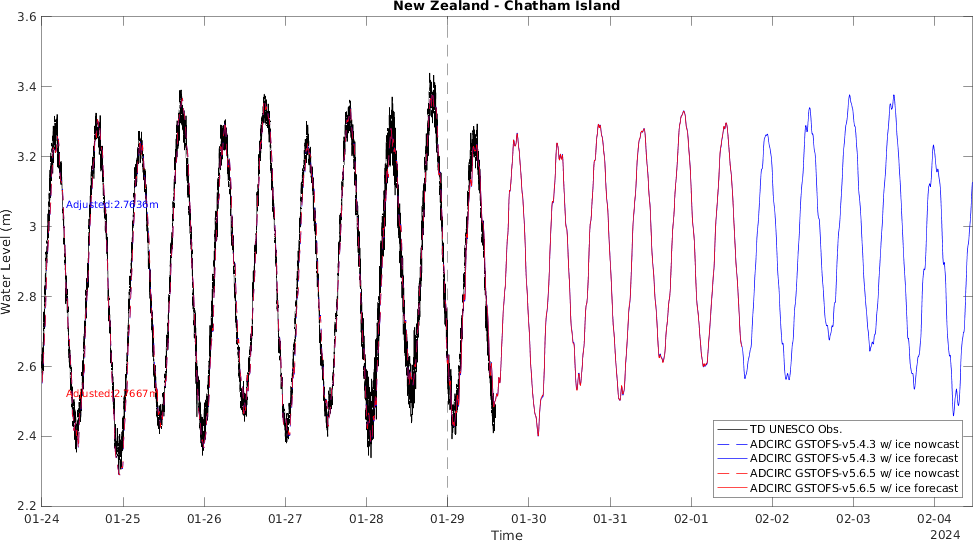 New Zealand - Chatham Island
3.6
3.4
3.2
3
2.8
2.6
2.4
2.2
Water Level (m)
Adjusted:2.7636m
Adjusted:2.7667m
TD UNESCO Obs.
ADCIRC GSTOFS-v5.4.3 w/ ice nowcast
ADCIRC GSTOFS-v5.4.3 w/ ice forecast
ADCIRC GSTOFS-v5.6.5 w/ ice nowcast
ADCIRC GSTOFS-v5.6.5 w/ ice forecast
01-24 01-25 01-26 01-27 01-28 01-29 01-30 01-31 02-01 02-02 02-03 02-04
Time 2024